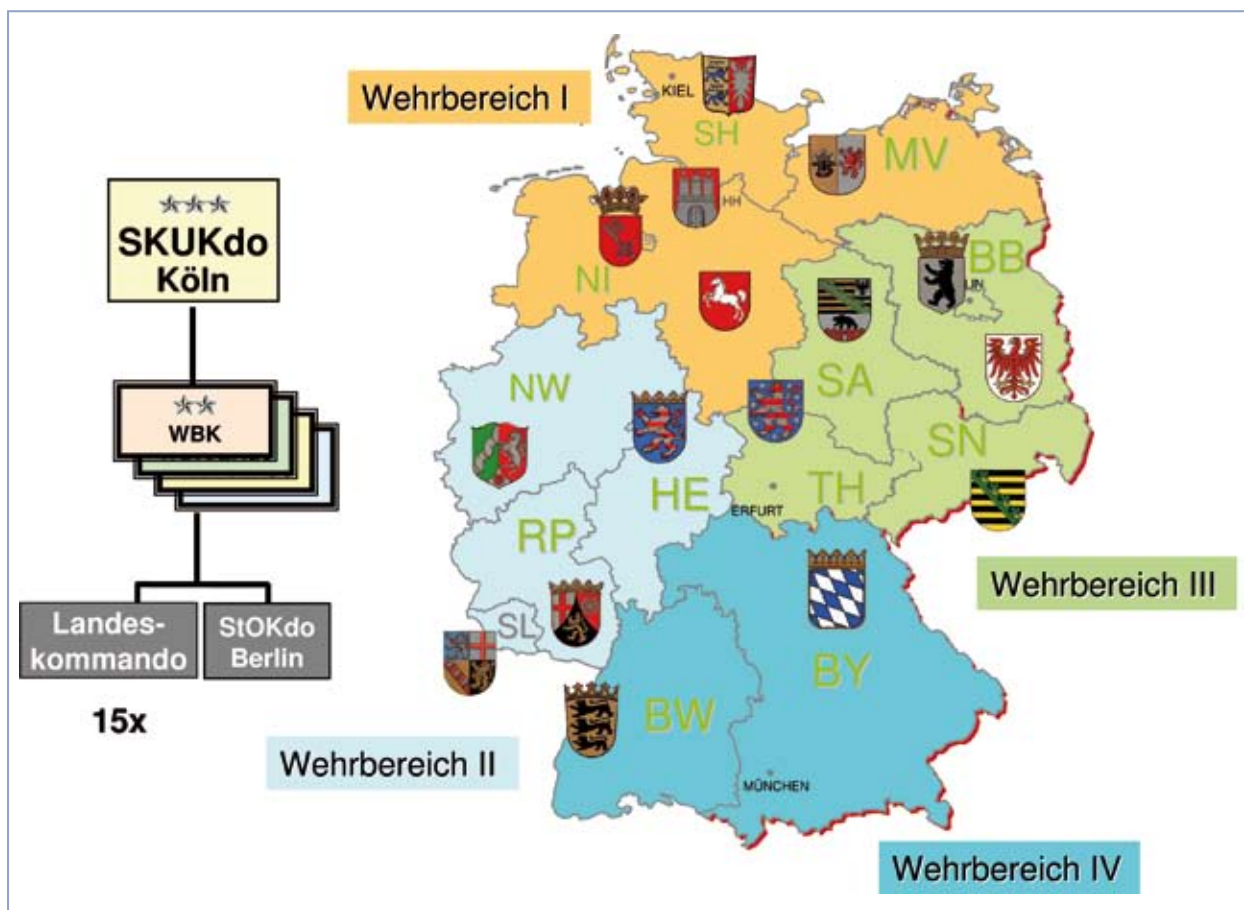 SKUKdo
Köln
WBK
Landes-
kommando
StOKdo
Berlin
15x
Wehrbereich I
KIEL
SH
MV
HH
NI
BB
NW
SA
SN
HE
TH
ERFURT
RP
SL
Wehrbereich III
BY
BW
Wehrbereich II
MÜNCHEN
Wehrbereich IV